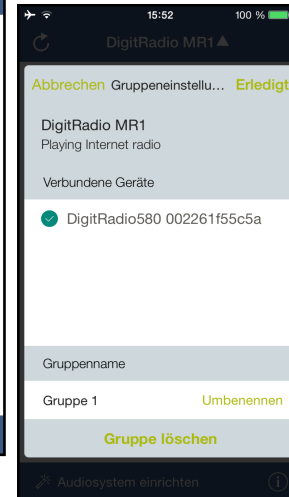 15:52 100 %
DigitRadio MR1▲
Abbrechen Gruppeneinstellu... Erledigt
DigitRadio MR1
Playing Internet radio
Verbundene Geräte
DigitRadio580 002261f55c5a
Gruppenname
Gruppe 1 Umbenennen
Gruppe löschen
Audiosystem einrichten